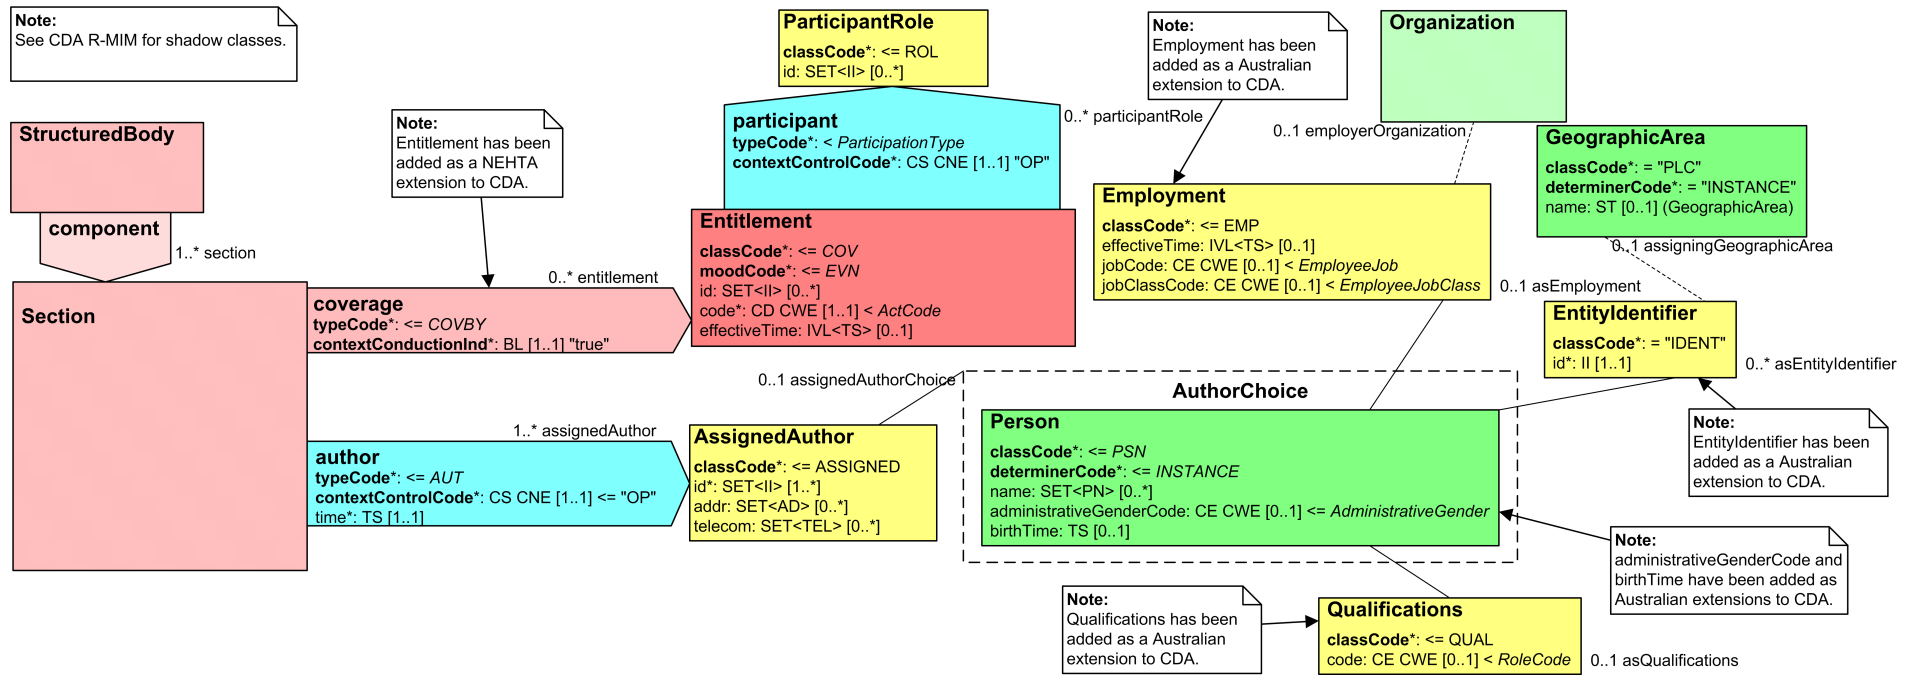 Note:
See CDA R-MIM for shadow classes.
StructuredBody
component
1..* section
Section
Note:
Entitlement has been
added as a NEHTA
extension to CDA.
coverage
typeCode*: <= COVBY
contextConductionInd*: BL [1..1] "true"
0..* entitlement
author
typeCode*: <= AUT
contextControlCode*: CS CNE [1..1] <= "OP"
time*: TS [1..1]
1..* assignedAuthor
ParticipantRole
classCode*: <= ROL
id: SET<II> [0..*]
participant
typeCode*: < ParticipationType
contextControlCode*: CS CNE [1..1] "OP"
0..* participantRole
Entitlement
classCode*: <= COV
moodCode*: <= EVN
id: SET<II> [0..*]
code*: CD CWE [1..1] < ActCode
effectiveTime: IVL<TS> [0..1]
AssignedAuthor
classCode*: <= ASSIGNED
id*: SET<II> [1..*]
addr: SET<AD> [0..*]
telecom: SET<TEL> [0..*]
0..1 assignedAuthorChoice
Note:
Employment has been
added as a Australian
extension to CDA.
Organization
0..1 employerOrganization
Employment
classCode*: <= EMP
effectiveTime: IVL<TS> [0..1]
jobCode: CE CWE [0..1] < EmployeeJob
jobClassCode: CE CWE [0..1] < EmployeeJobClass
0..1 asEmployment
GeographicArea
classCode*: = "PLC"
determinerCode*: = "INSTANCE"
name: ST [0..1] (GeographicArea)
0..1 assigningGeographicArea
EntityIdentifier
classCode*: = "IDENT"
id*: II [1..1]
0..* asEntityIdentifier
Note:
EntityIdentifier has been
added as a Australian
extension to CDA.
AuthorChoice
Person
classCode*: <= PSN
determinerCode*: <= INSTANCE
name: SET<PN> [0..*]
administrativeGenderCode: CE CWE [0..1] <= AdministrativeGender
birthTime: TS [0..1]
Note:
administrativeGenderCode and
birthTime have been added as
Australian extensions to CDA.
Note:
Qualifications has been
added as a Australian
extension to CDA.
Qualifications
classCode*: <= QUAL
code: CE CWE [0..1] < RoleCode
0..1 asQualifications